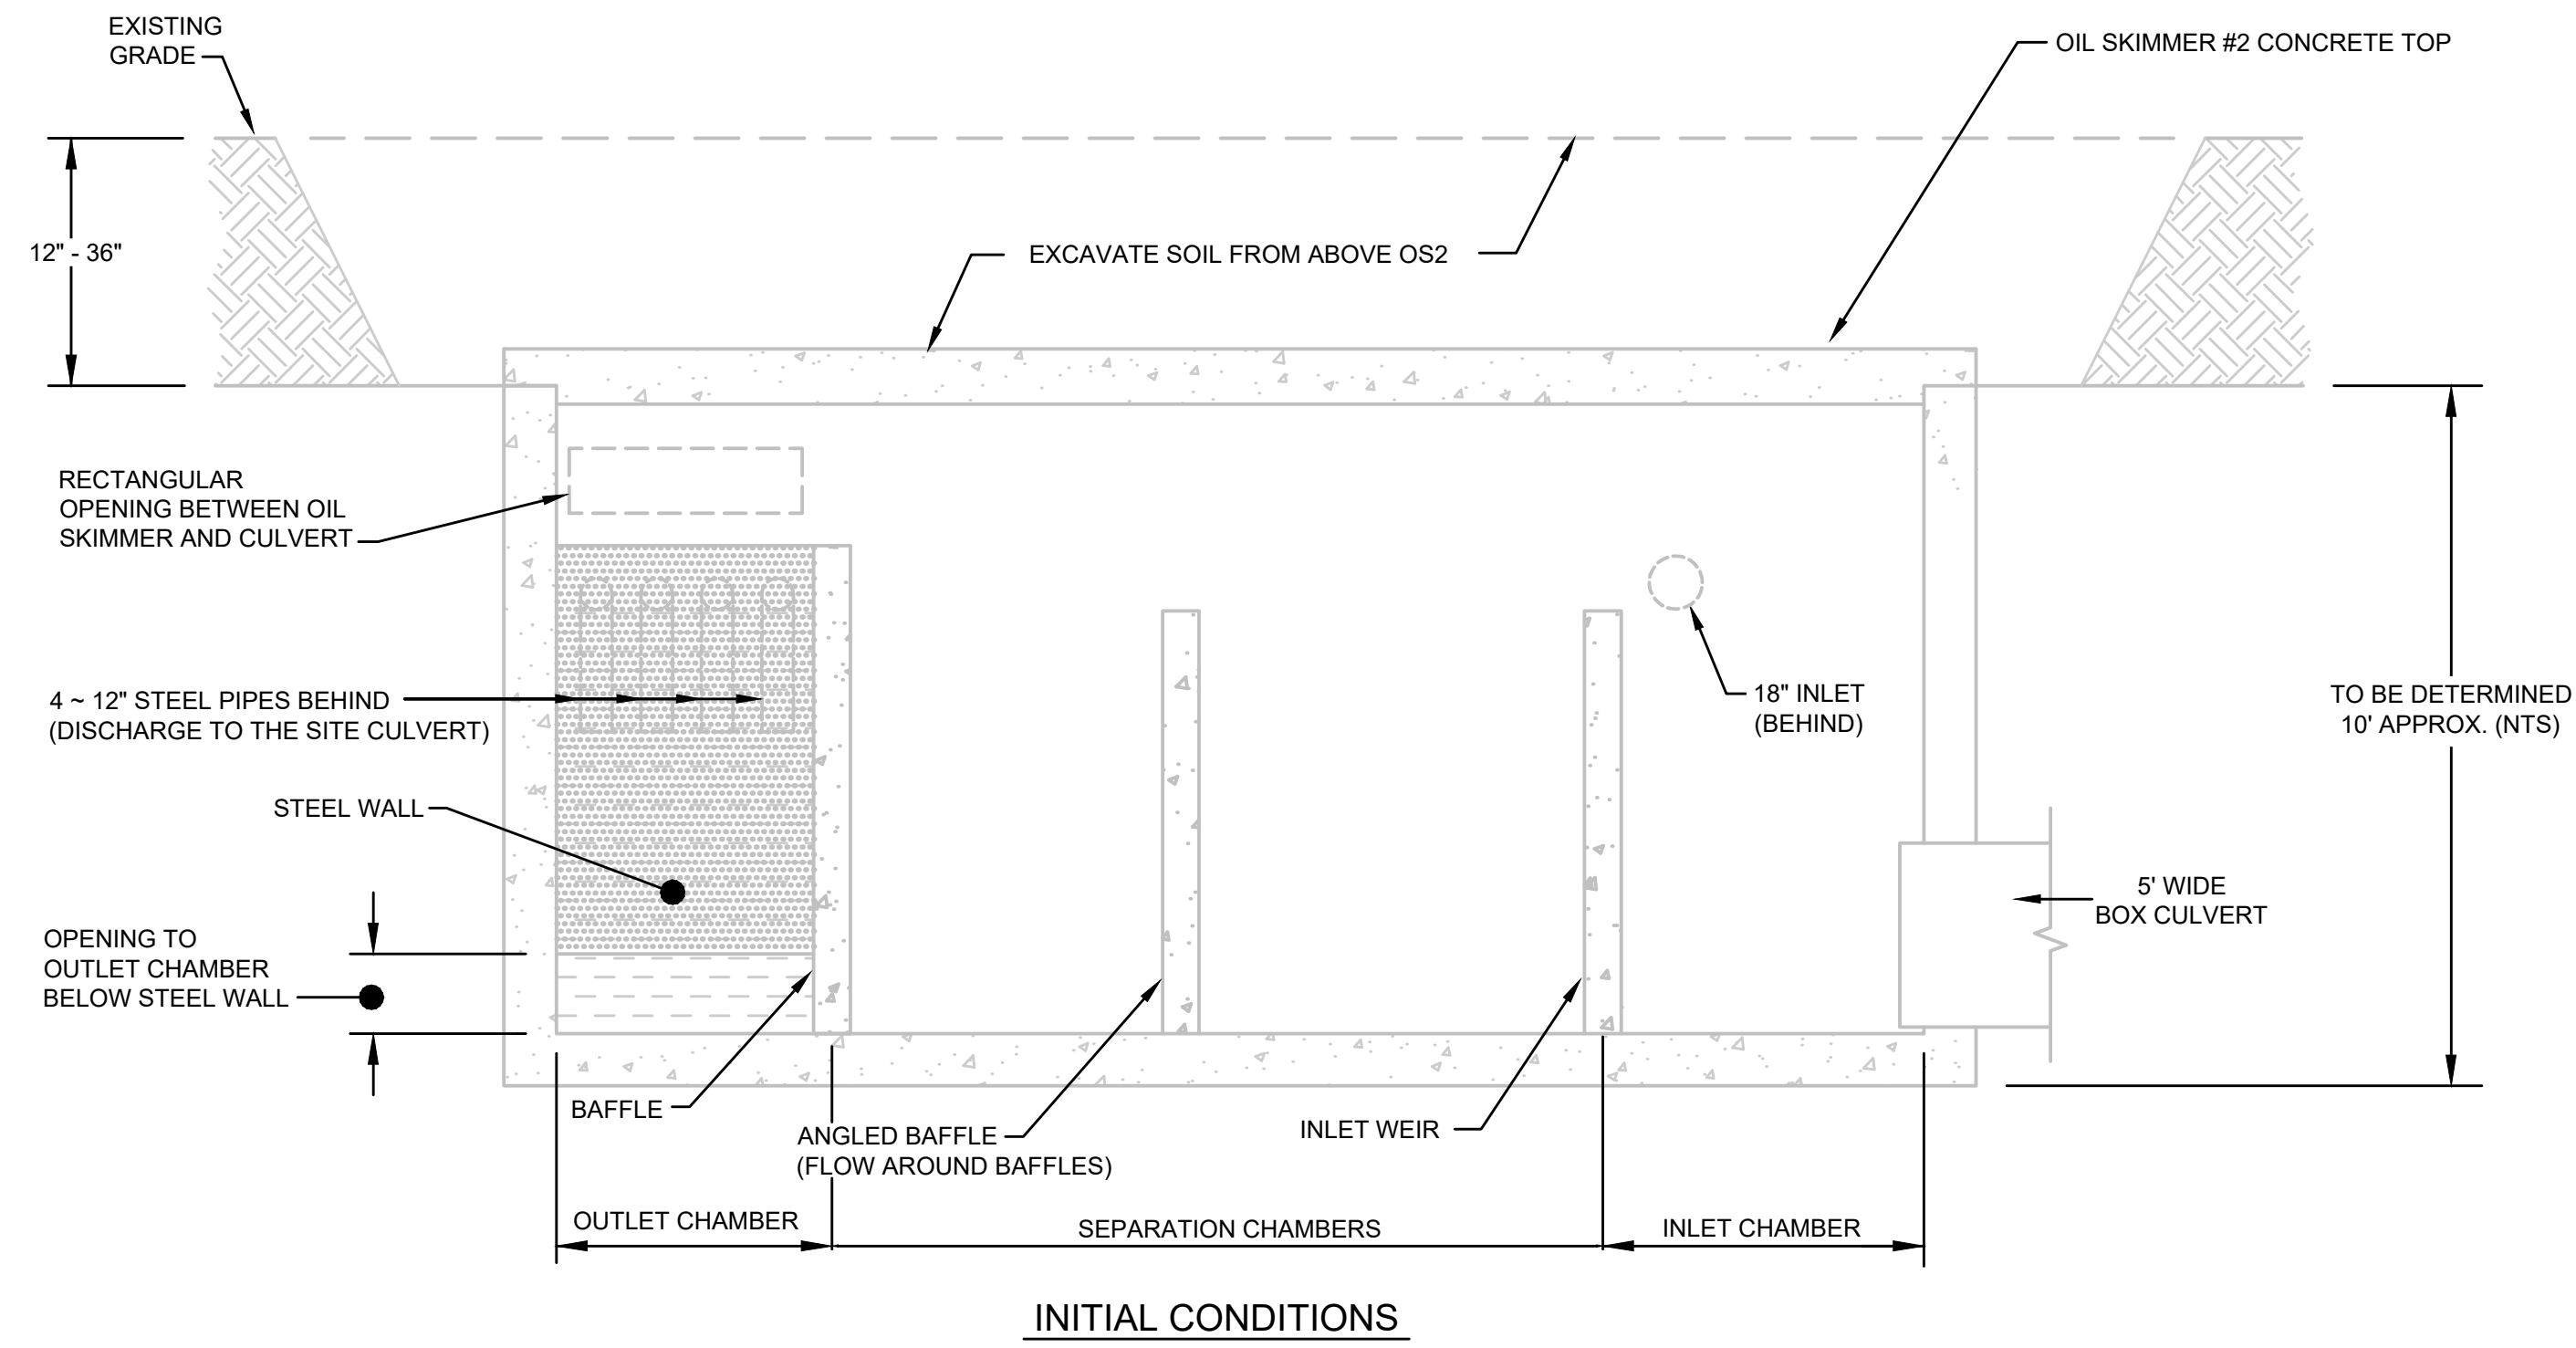 EXISTING
GRADE
OIL SKIMMER #2 CONCRETE TOP
12" - 36"
EXCAVATE SOIL FROM ABOVE OS2
RECTANGULAR
OPENING BETWEEN OIL
SKIMMER AND CULVERT
4 ~ 12" STEEL PIPES BEHIND
(DISCHARGE TO THE SITE CULVERT)
18" INLET
(BEHIND)
TO BE DETERMINED
10' APPROX. (NTS)
STEEL WALL
5' WIDE
BOX CULVERT
OPENING TO
OUTLET CHAMBER
BELOW STEEL WALL
BAFFLE
ANGLED BAFFLE
(FLOW AROUND BAFFLES)
INLET WEIR
OUTLET CHAMBER
SEPARATION CHAMBERS
INLET CHAMBER
INITIAL CONDITIONS